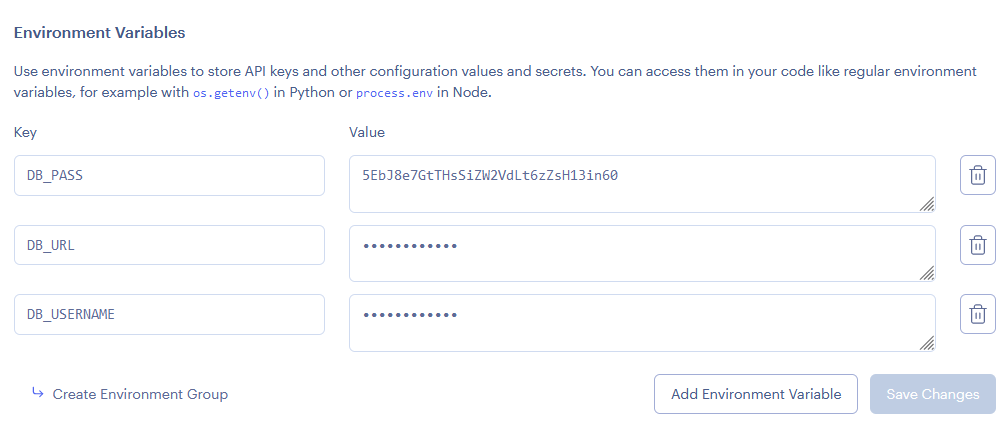 Environment Variables
Use environment variables to store API keys and other configuration values and secrets. You can access them in your code like regular environment
variables, for example with os.getenv() in Python or process.env in Node.
Key Value
DB_PASS 5EbJ8e7GtTHsSiZW2VdLt6zZsH13in60
DB_URL ••••••••••••
DB_USERNAME ••••••••••••
Create Environment Group Add Environment Variable Save Changes